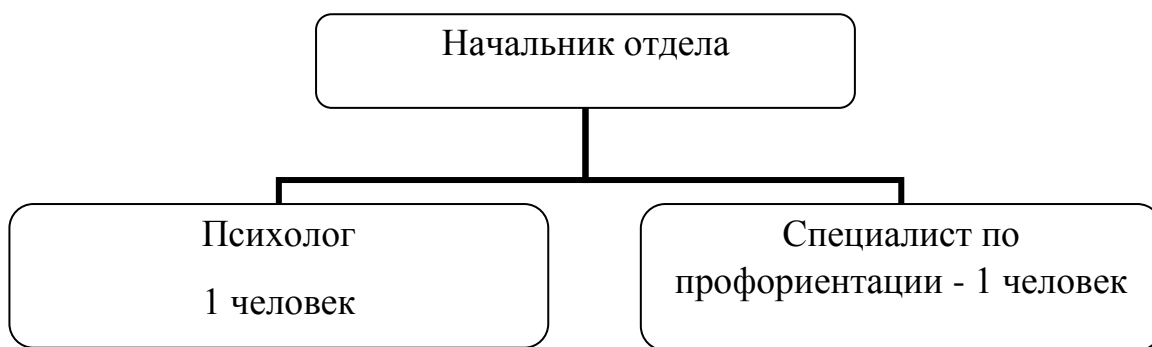 Начальник отдела
Психолог
1 человек
Специалист по
профориентации - 1 человек